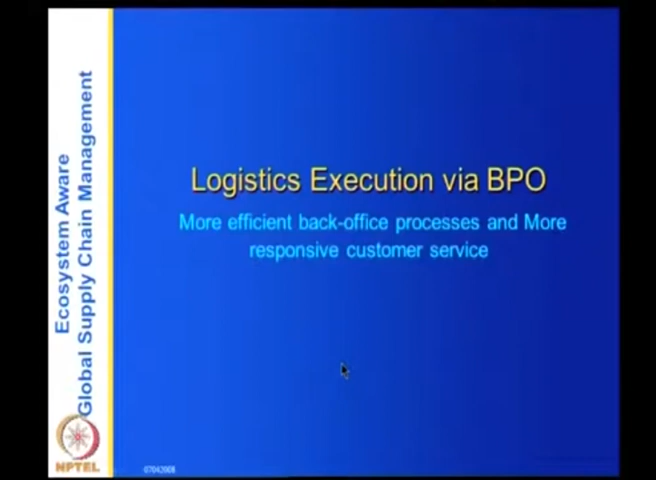 Ecosystem Aware
Global Supply Chain Management
Logistics Execution via BPO
More efficient back-office processes and More
responsive customer service
NPTEL
07042008